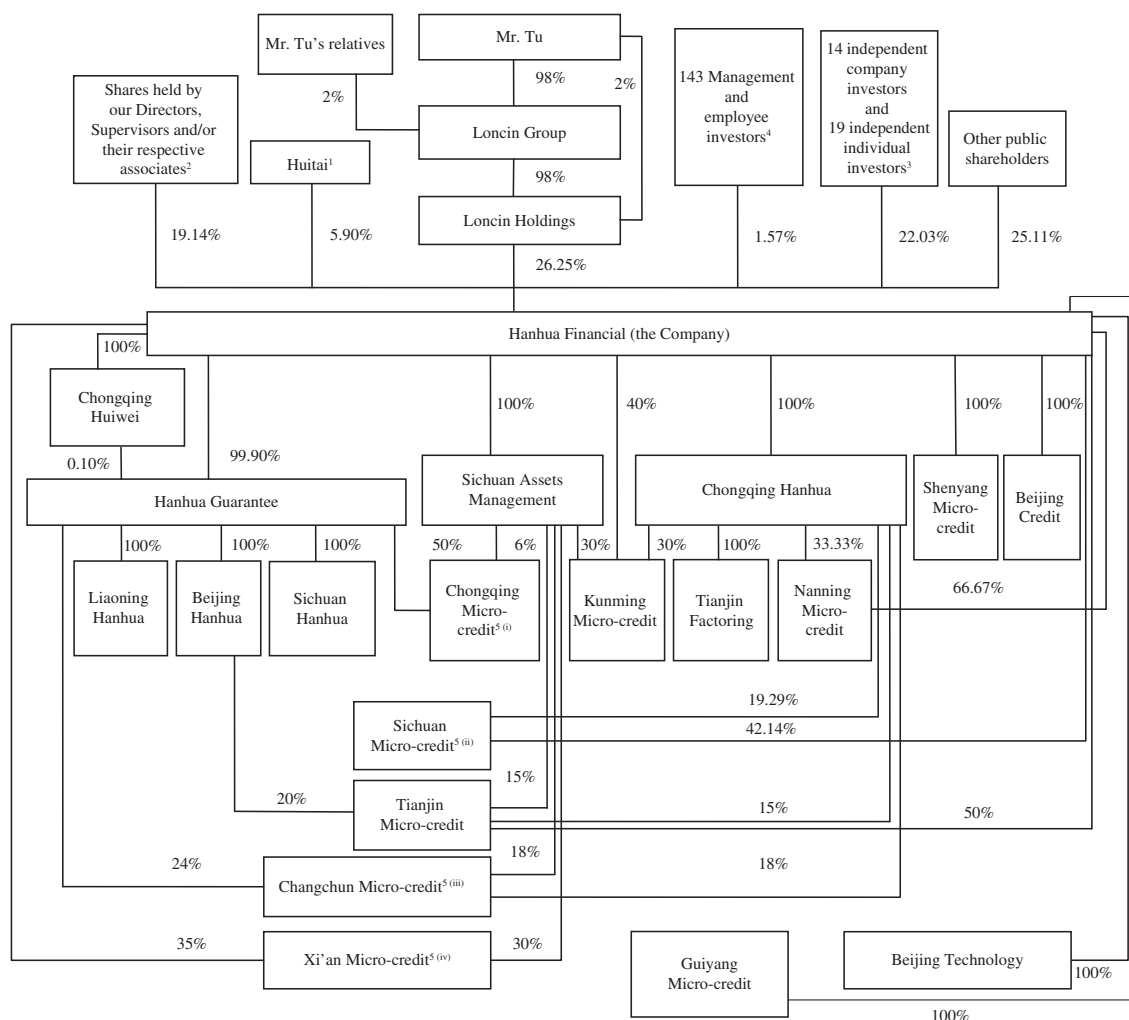 Mr. Tu's relatives
Mr. Tu
14 independent
company
investors
and
19 independent
individual
investors³
143 Management
and
employee
investors⁴
Shares held by
our Directors,
Supervisors and/or
their respective
associates²
98%
2%
2%
Loncin Group
Other public
shareholders
Huitai¹
98%
Loncin Holdings
19.14%
5.90%
26.25%
1.57%
22.03%
25.11%
Hanhua Financial (the Company)
100%
Chongqing
Huiwei
100%
40%
100%
100%
100%
0.10%
99.90%
Hanhua Guarantee
Sichuan Assets
Management
Chongqing Hanhua
Shenyang
Micro-
credit
Beijing
Credit
100%
100%
100%
50%
6%
30%
30%
100%
33.33%
Liaoning
Hanhua
Beijing
Hanhua
Sichuan
Hanhua
Chongqing
Micro-
credit⁵ ⁽ⁱ⁾
Kunming
Micro-credit
Tianjin
Factoring
Nanning
Micro-
credit
66.67%
19.29%
Sichuan
Micro-credit⁵ ⁽ⁱⁱ⁾
42.14%
15%
20%
Tianjin
Micro-credit
15%
50%
18%
24%
Changchun Micro-credit⁵ ⁽ⁱⁱⁱ⁾
18%
35%
Xi'an Micro-credit⁵ ⁽ⁱᵛ⁾
30%
Guiyang
Micro-credit
Beijing Technology
100%
100%